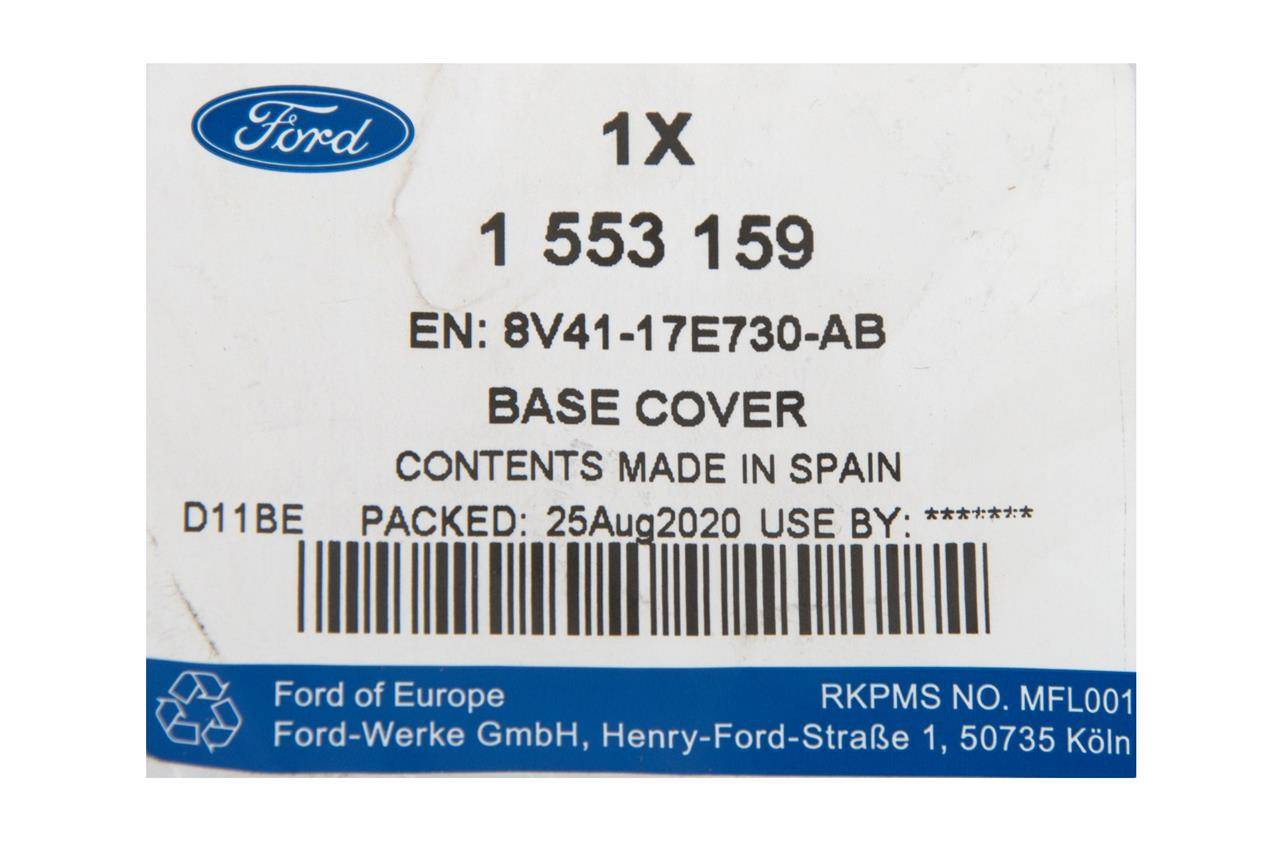 Ford
1X
1 553 159
EN: 8V41-17E730-AB
BASE COVER
CONTENTS MADE IN SPAIN
D11BE PACKED: 25Aug2020 USE BY: *******
Ford of Europe RKPMS NO. MFL001
Ford-Werke GmbH, Henry-Ford-Straße 1, 50735 Köln